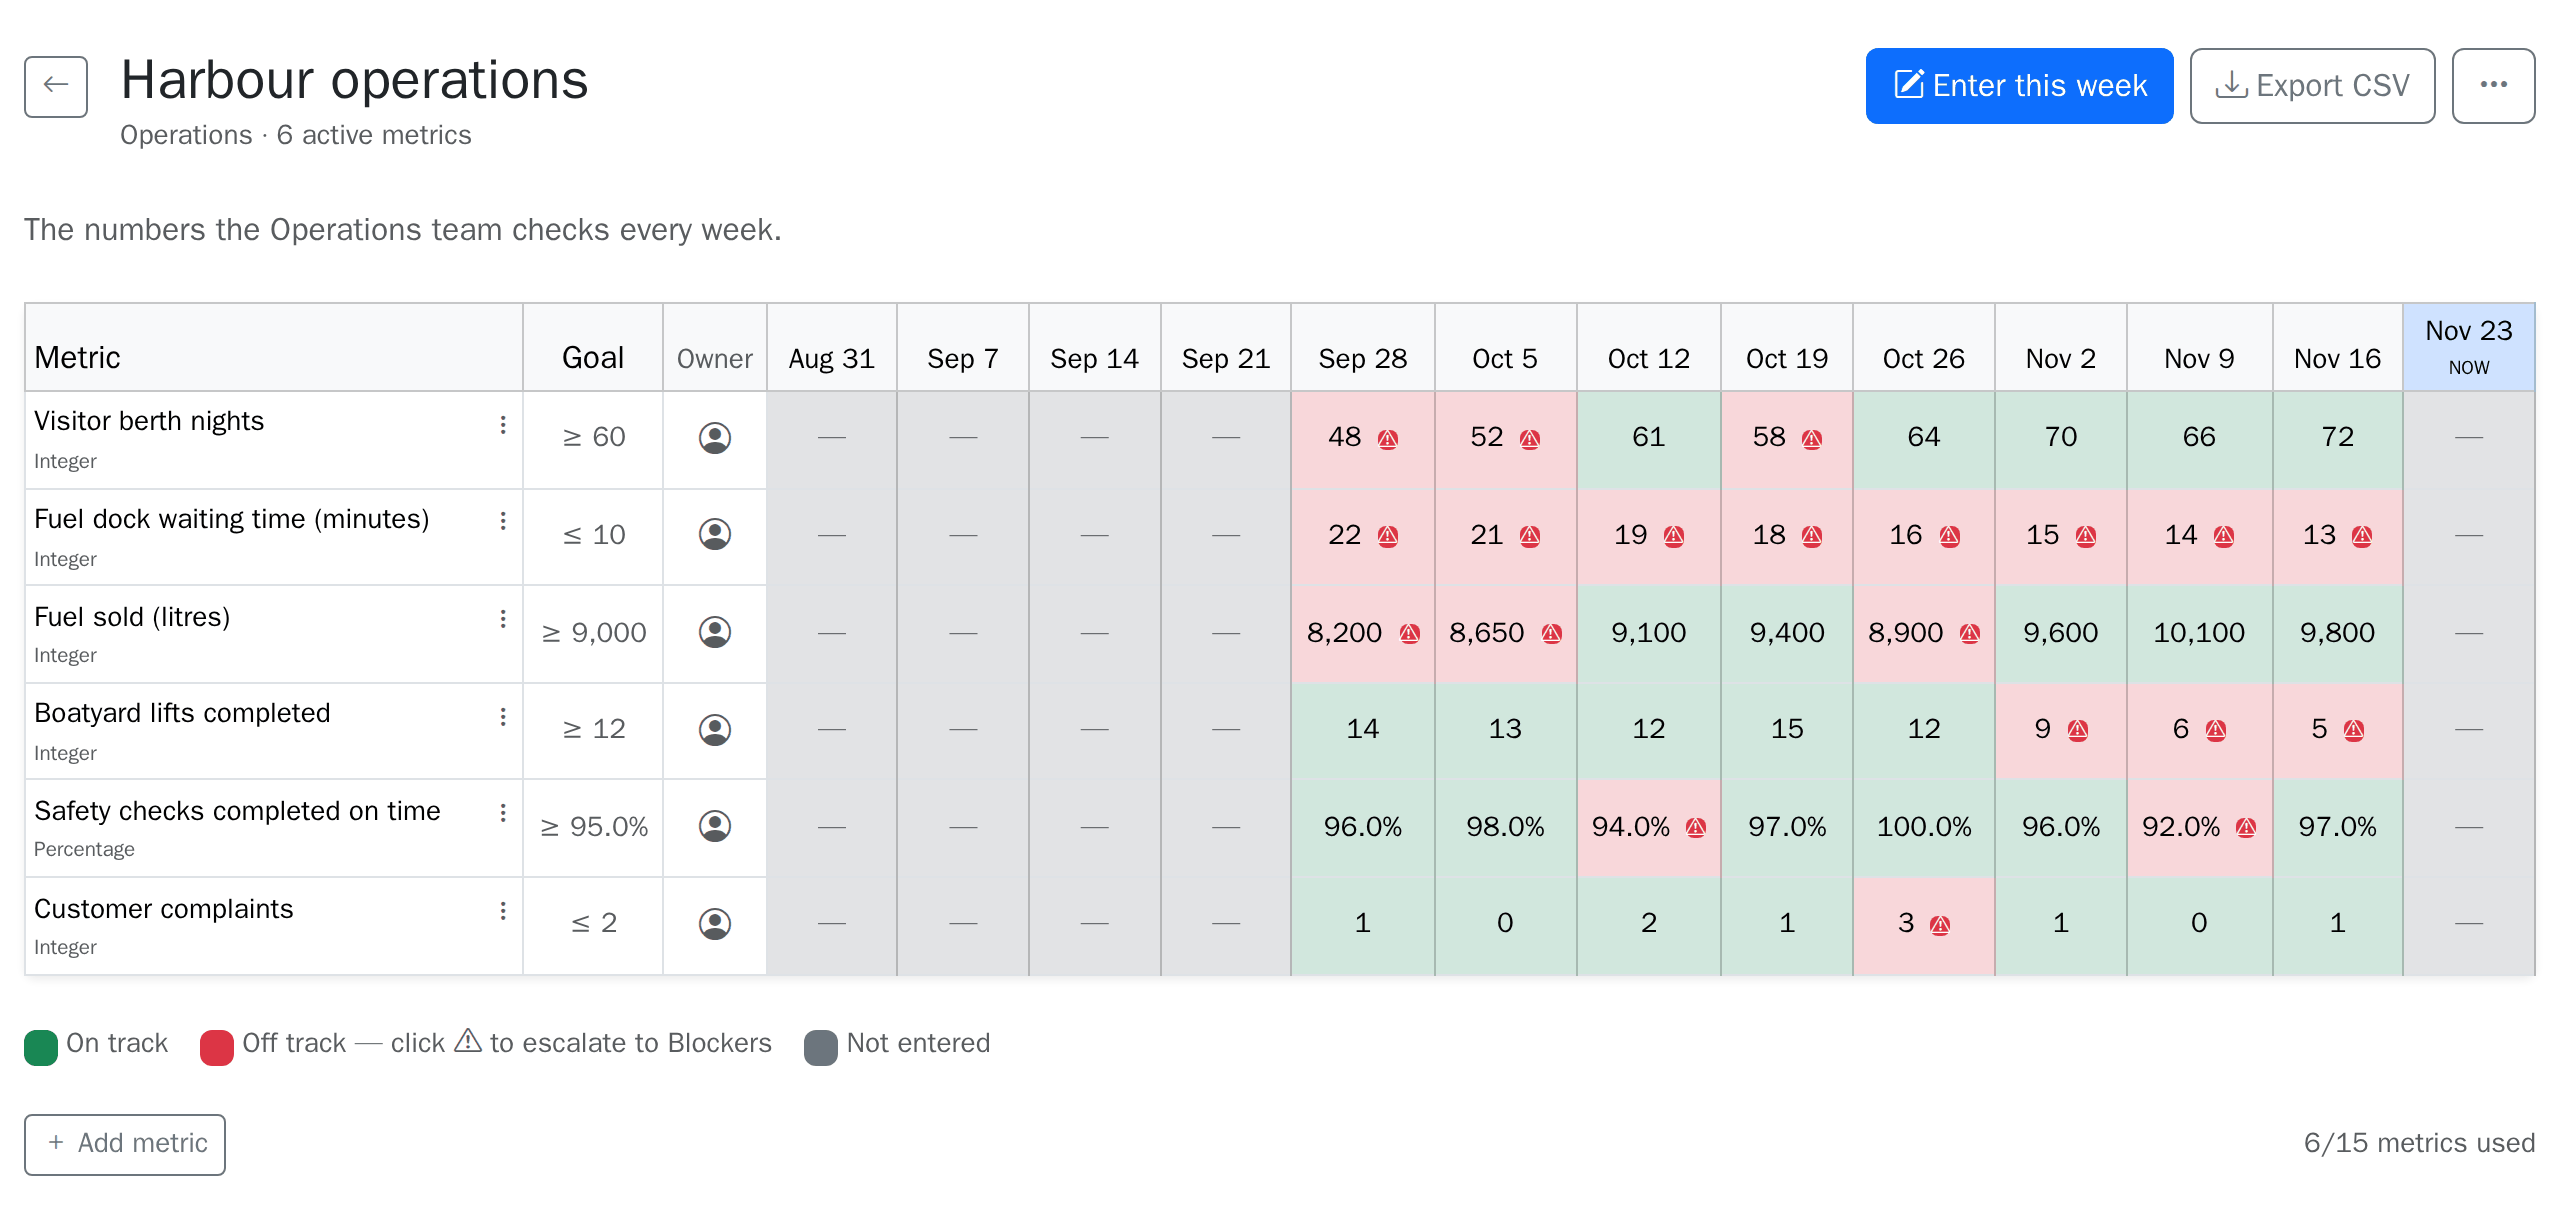 Harbour operations
Operations · 6 active metrics
Enter this week
Export CSV
The numbers the Operations team checks every week.
Metric Goal Owner Aug 31 Sep 7 Sep 14 Sep 21 Sep 28 Oct 5 Oct 12 Oct 19 Oct 26 Nov 2 Nov 9 Nov 16 Nov 23 NOW
Visitor berth nights
Integer
≥ 60 — — — — 48 52 61 58 64 70 66 72 —
Fuel dock waiting time (minutes)
Integer
≤ 10 — — — — 22 21 19 18 16 15 14 13 —
Fuel sold (litres)
Integer
≥ 9,000 — — — — 8,200 8,650 9,100 9,400 8,900 9,600 10,100 9,800 —
Boatyard lifts completed
Integer
≥ 12 — — — — 14 13 12 15 12 9 6 5 —
Safety checks completed on time
Percentage
≥ 95.0% — — — — 96.0% 98.0% 94.0% 97.0% 100.0% 96.0% 92.0% 97.0% —
Customer complaints
Integer
≤ 2 — — — — 1 0 2 1 3 1 0 1 —
On track Off track — click to escalate to Blockers Not entered
+ Add metric
6/15 metrics used